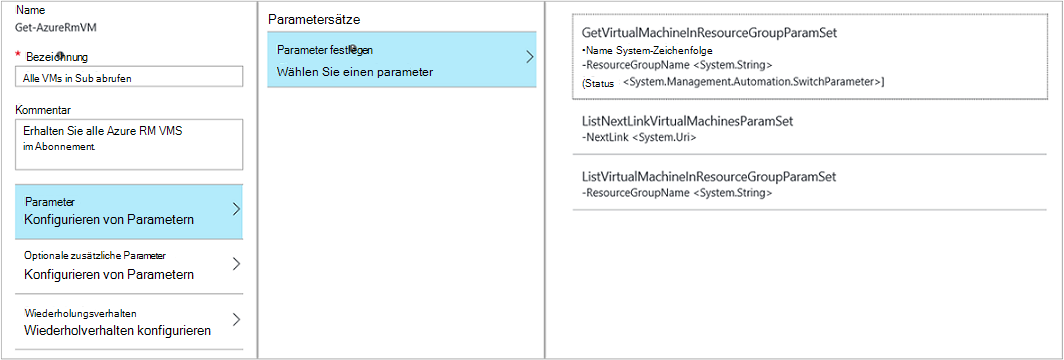 Name
Get-AzureRmVM
* Bezeichnung
Alle VMs in Sub abrufen
Kommentar
Erhalten Sie alle Azure RM VMS
im Abonnement.
Parameter
Konfigurieren von Parametern
Optionale zusätzliche Parameter
Konfigurieren von Parametern
Wiederholungsverhalten
Wiederholverhalten konfigurieren
Parametersätze
Parameter festlegen
Wählen Sie einen parameter
GetVirtualMachineInResourceGroupParamSet
•Name System-Zeichenfolge
-ResourceGroupName <System.String>
(Status <System.Management.Automation.SwitchParameter>]
ListNextLinkVirtualMachinesParamSet
-NextLink <System.Uri>
ListVirtualMachineInResourceGroupParamSet
-ResourceGroupName <System.String>